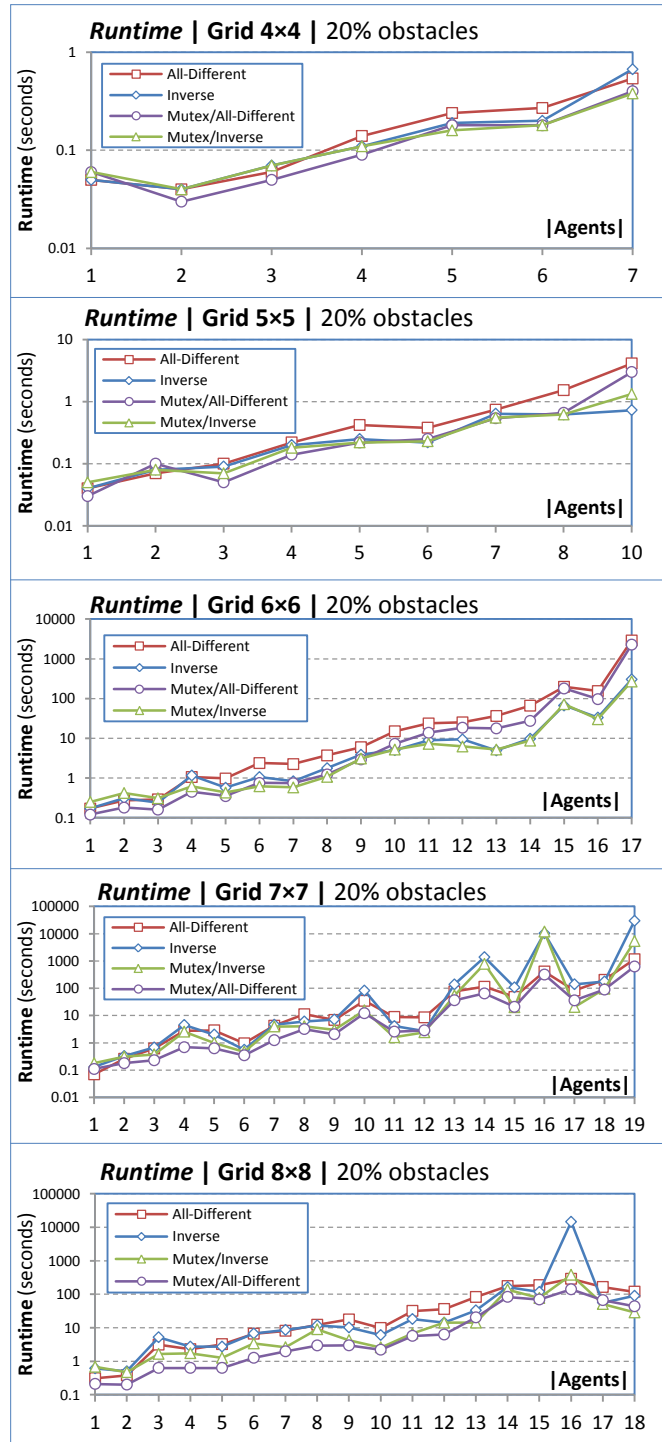 Runtime | Grid 4×4 | 20% obstacles
Runtime (seconds)
1
0.1
0.01
All-Different
Inverse
Mutex/All-Different
Mutex/Inverse
|Agents|
1 2 3 4 5 6 7
Runtime | Grid 5×5 | 20% obstacles
Runtime (seconds)
10
1
0.1
0.01
All-Different
Inverse
Mutex/All-Different
Mutex/Inverse
|Agents|
1 2 3 4 5 6 7 8 10
Runtime | Grid 6×6 | 20% obstacles
Runtime (seconds)
10000
1000
100
10
1
0.1
All-Different
Inverse
Mutex/All-Different
Mutex/Inverse
|Agents|
1 2 3 4 5 6 7 8 9 10 11 12 13 14 15 16 17
Runtime | Grid 7×7 | 20% obstacles
Runtime (seconds)
100000
10000
1000
100
10
1
0.1
0.01
All-Different
Inverse
Mutex/Inverse
Mutex/All-Different
|Agents|
1 2 3 4 5 6 7 8 9 10 11 12 13 14 15 16 17 18 19
Runtime | Grid 8×8 | 20% obstacles
Runtime (seconds)
100000
10000
1000
100
10
1
0.1
All-Different
Inverse
Mutex/Inverse
Mutex/All-Different
|Agents|
1 2 3 4 5 6 7 8 9 10 11 12 13 14 15 16 17 18